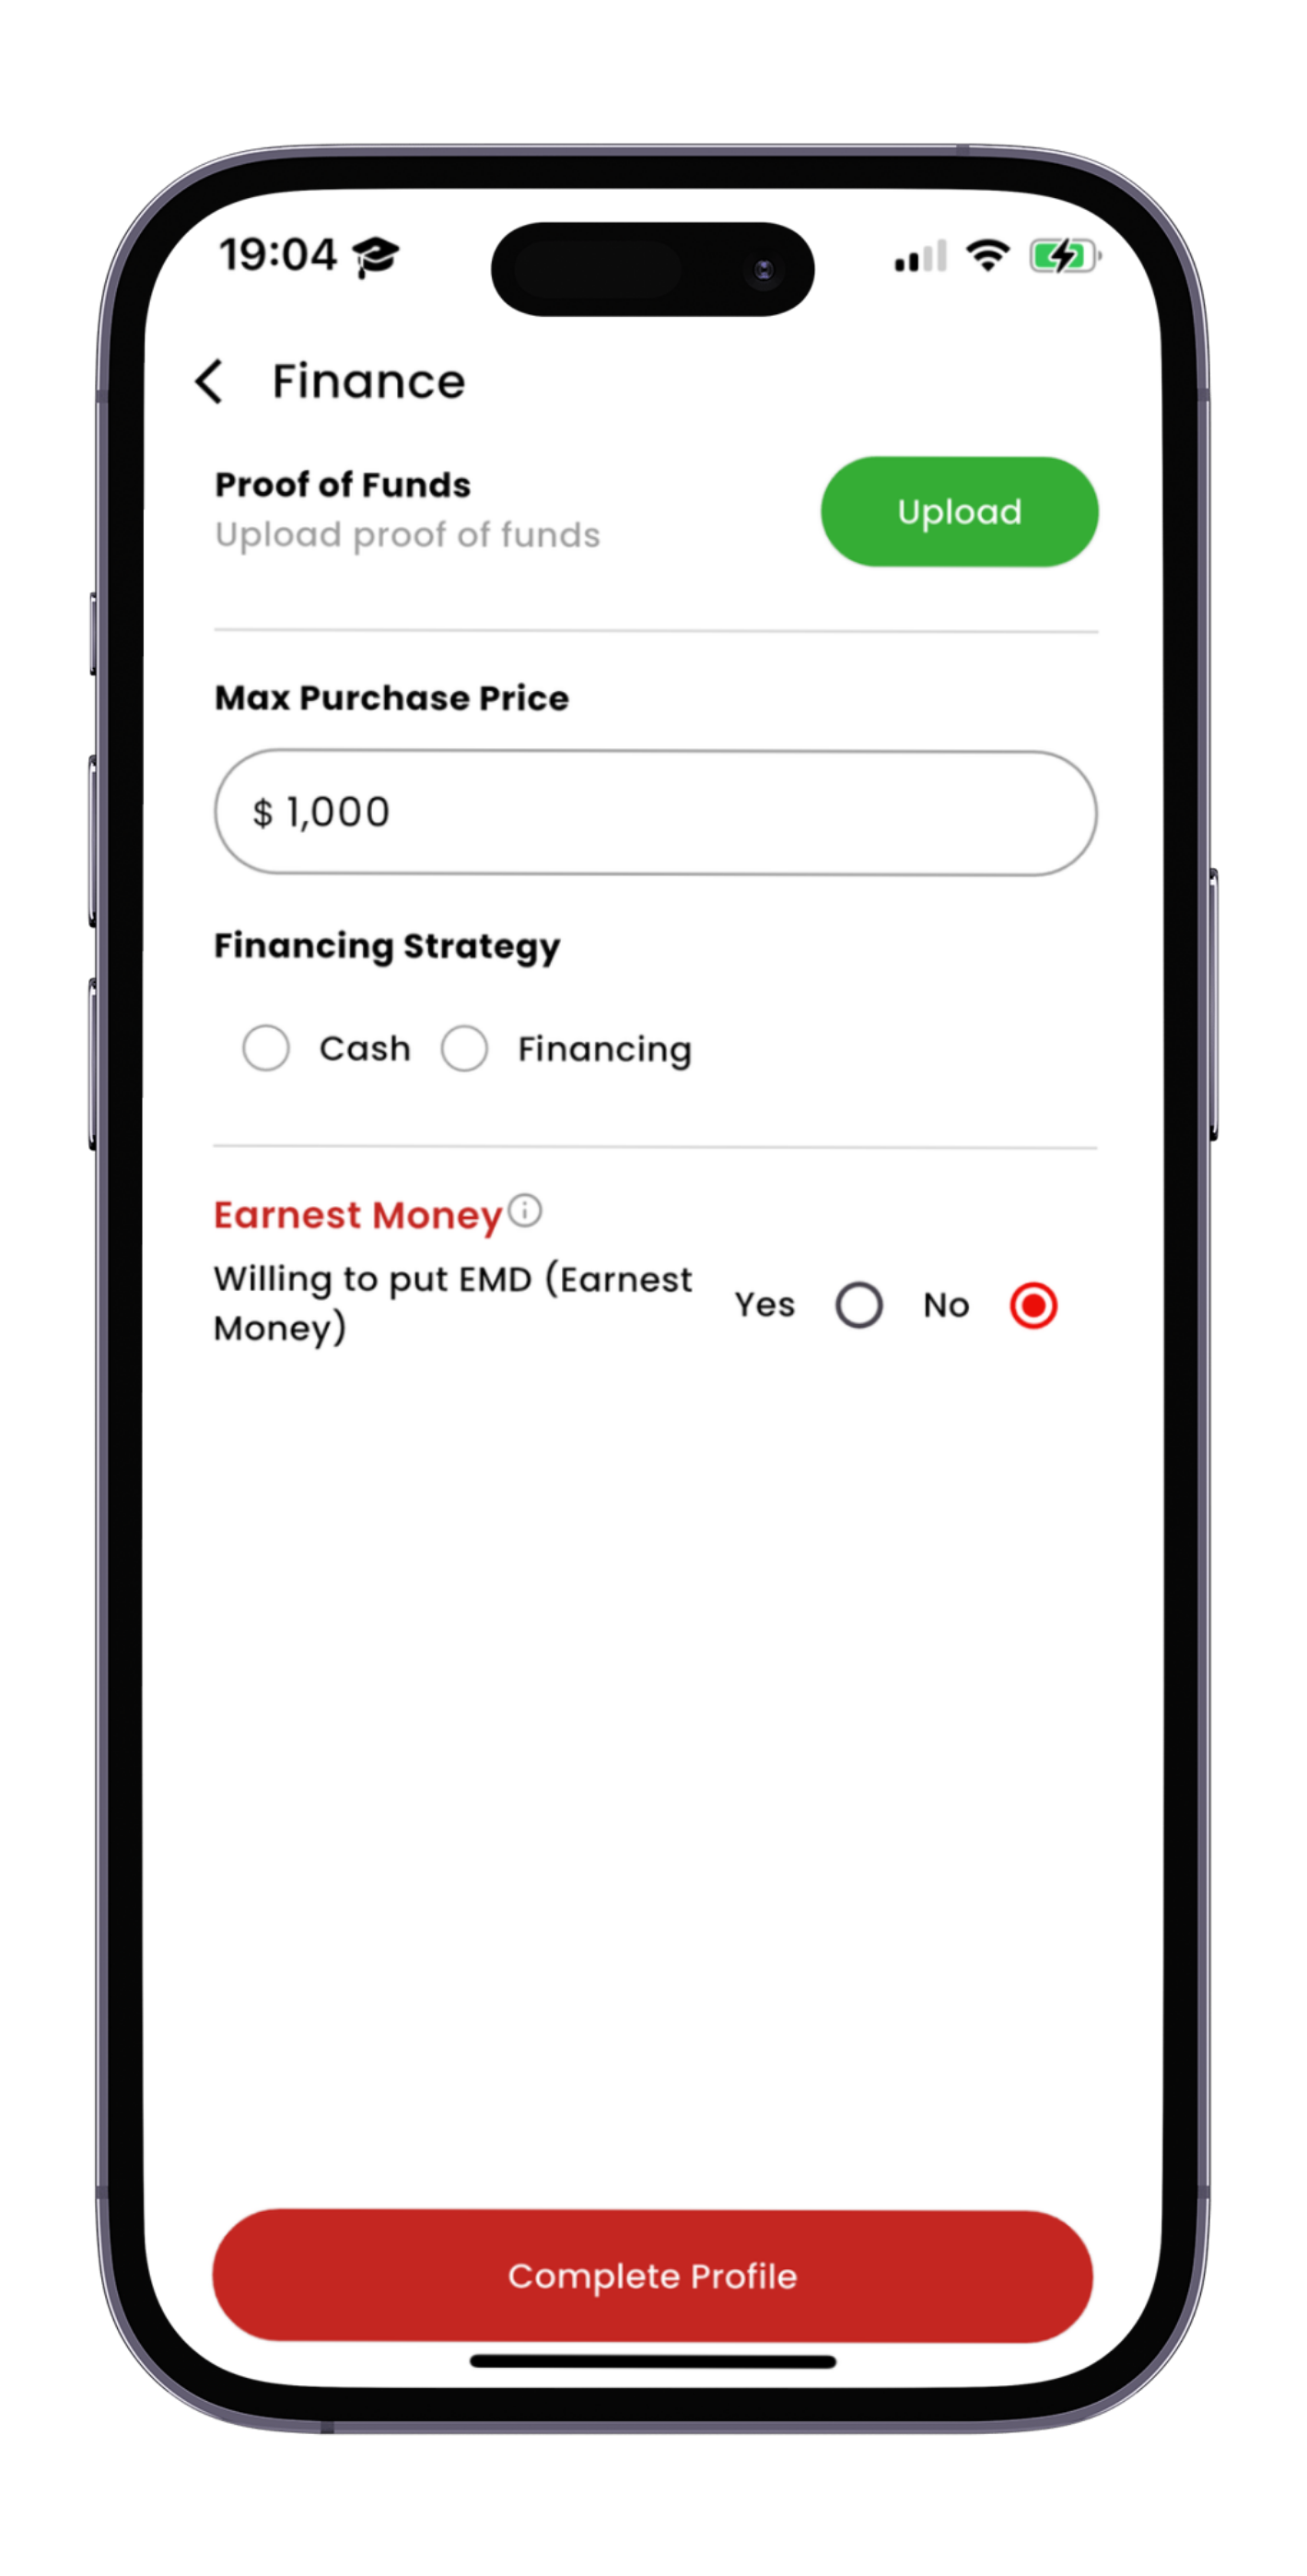 19:04
Finance
Proof of Funds
Upload proof of funds
Upload
Max Purchase Price
$ 1,000
Financing Strategy
Cash Financing
Earnest Money
Willing to put EMD (Earnest
Money)
Yes No
Complete Profile